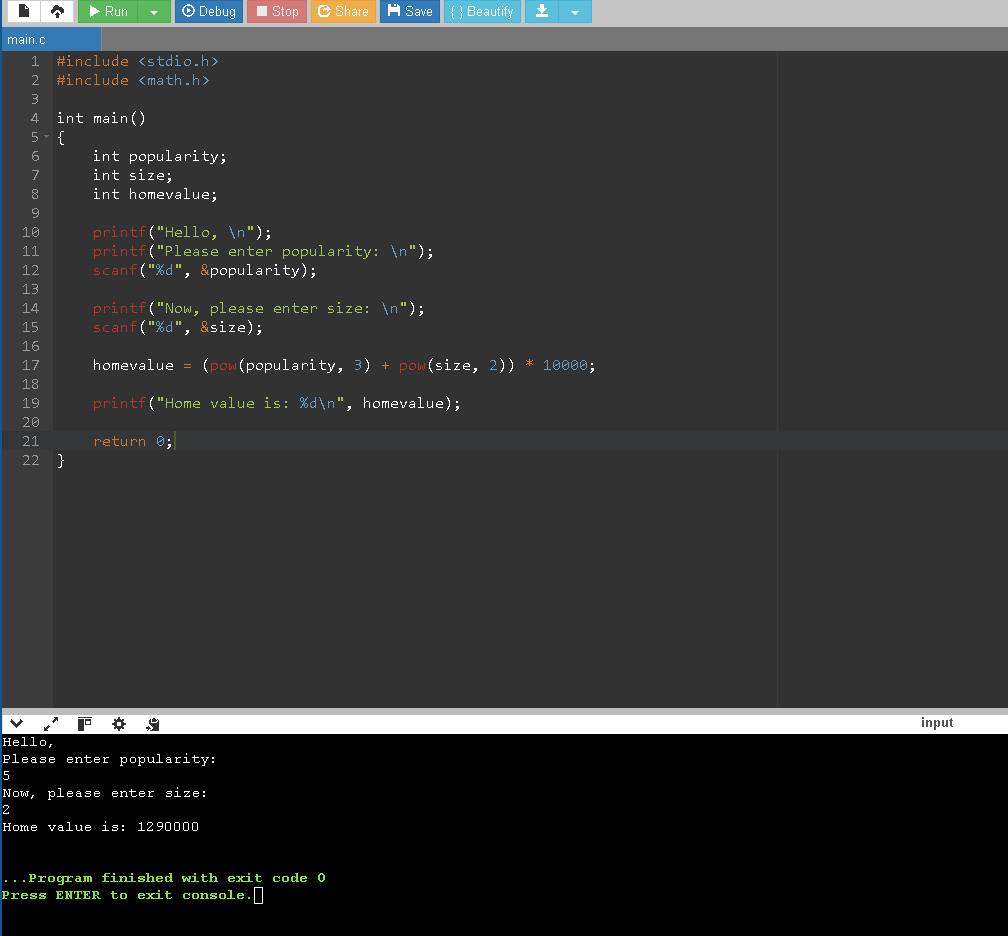 Run Debug Stop Share Save { } Beautify
main.c
1 #include <stdio.h>
2 #include <math.h>
3
4 int main()
5 {
6     int popularity;
7     int size;
8     int homevalue;
9
10     printf("Hello, \n");
11     printf("Please enter popularity: \n");
12     scanf("%d", &popularity);
13
14     printf("Now, please enter size: \n");
15     scanf("%d", &size);
16
17     homevalue = (pow(popularity, 3) + pow(size, 2)) * 10000;
18
19     printf("Home value is: %d\n", homevalue);
20
21     return 0;
22 }
input
Hello,
Please enter popularity:
5
Now, please enter size:
2
Home value is: 1290000
...Program finished with exit code 0
Press ENTER to exit console.